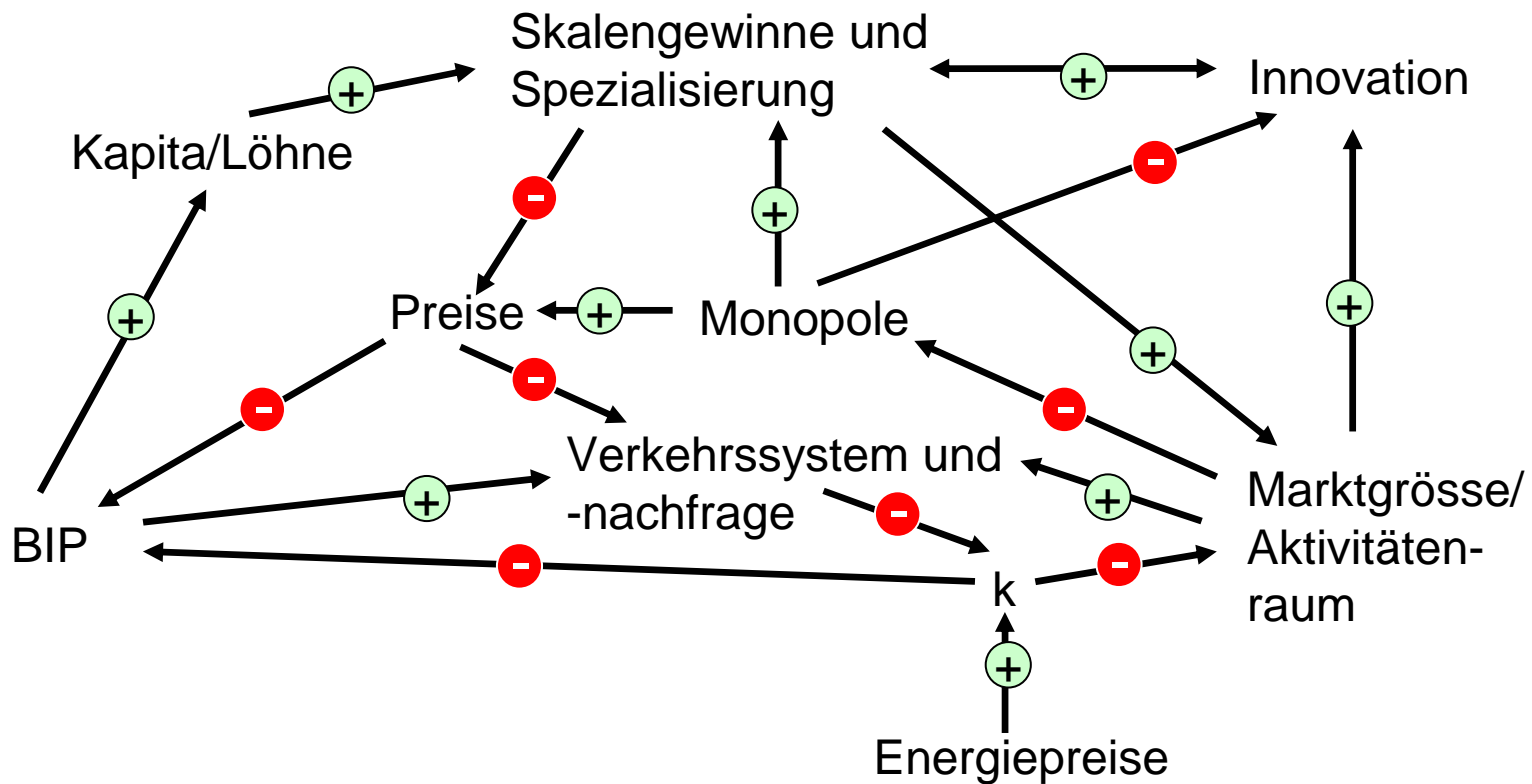 Skalengewinne und
Spezialisierung
+
+
Innovation
Kapita/Löhne
-
-
+
+
Preise
+
Monopole
+
+
-
-
-
Verkehrssystem und
-nachfrage
+
-
+
Marktgrösse/
Aktivitäten-
raum
BIP
-
k
-
+
Energiepreise